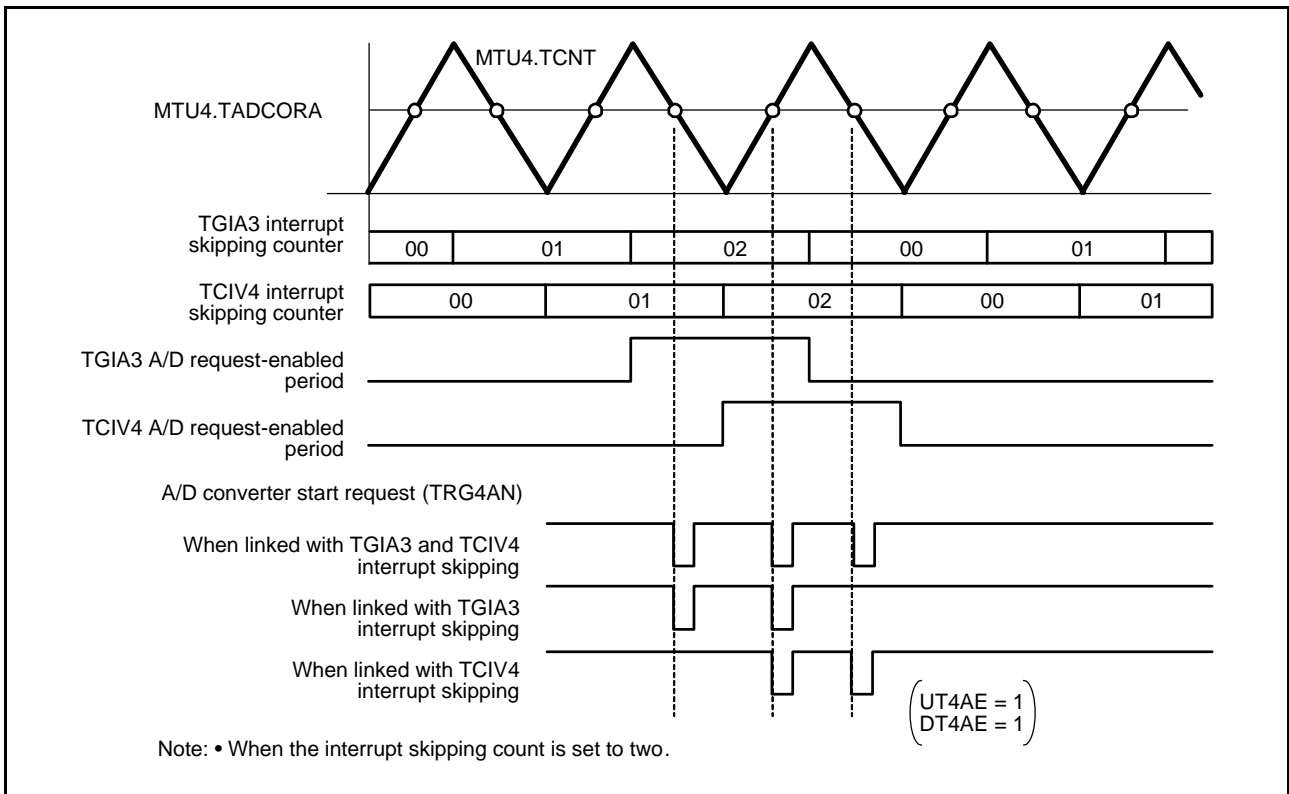 MTU4.TCNT
MTU4.TADCORA
TGIA3 interrupt
skipping counter
00 01 02 00 01
TCIV4 interrupt
skipping counter
00 01 02 00 01
TGIA3 A/D request-enabled
period
TCIV4 A/D request-enabled
period
A/D converter start request (TRG4AN)
When linked with TGIA3 and TCIV4
interrupt skipping
When linked with TGIA3
interrupt skipping
When linked with TCIV4
interrupt skipping
UT4AE = 1
DT4AE = 1
Note: • When the interrupt skipping count is set to two.